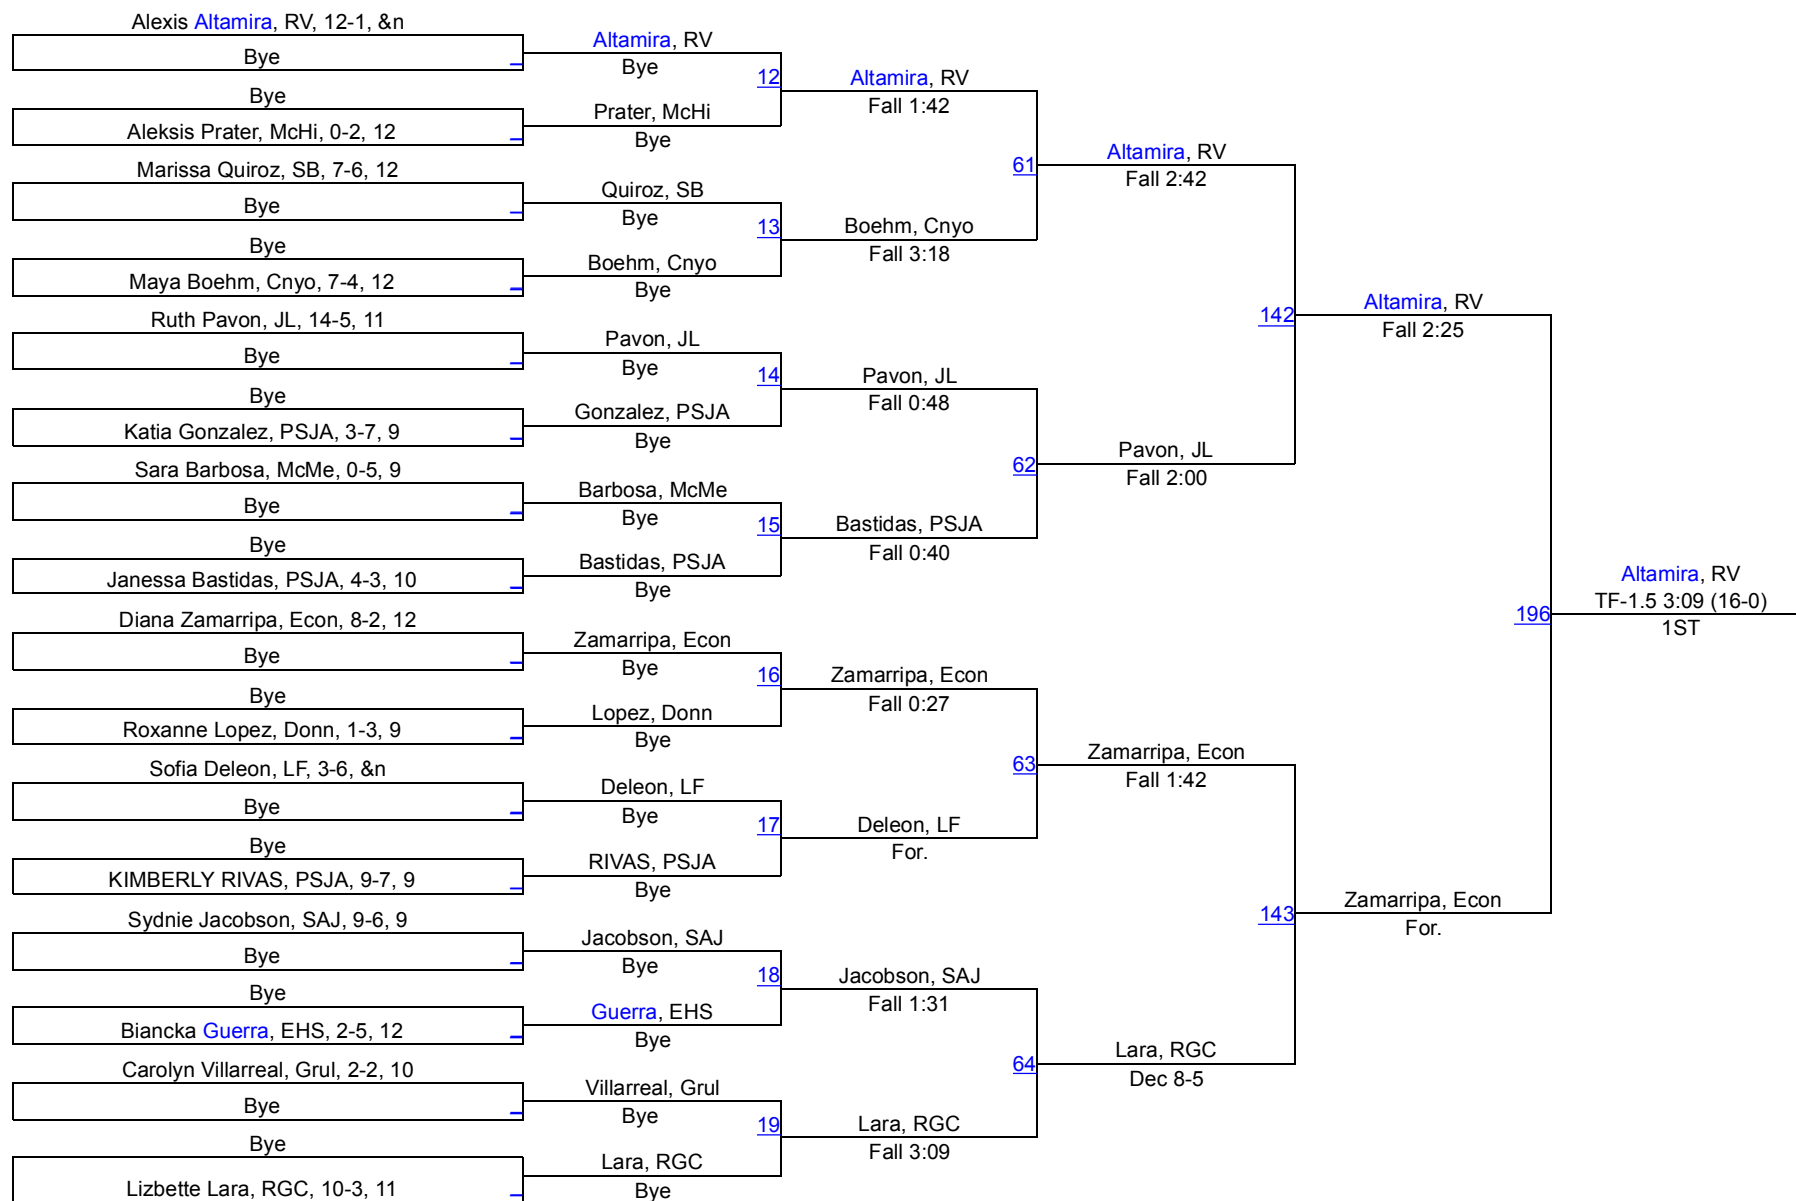 Alexis Altamira, RV, 12-1, &n
Bye
Bye
Aleksis Prater, McHi, 0-2, 12
Marissa Quiroz, SB, 7-6, 12
Bye
Bye
Maya Boehm, Cnyo, 7-4, 12
Ruth Pavon, JL, 14-5, 11
Bye
Bye
Katia Gonzalez, PSJA, 3-7, 9
Sara Barbosa, McMe, 0-5, 9
Bye
Bye
Janessa Bastidas, PSJA, 4-3, 10
Diana Zamarripa, Econ, 8-2, 12
Bye
Bye
Roxanne Lopez, Donn, 1-3, 9
Sofia Deleon, LF, 3-6, &n
Bye
Bye
KIMBERLY RIVAS, PSJA, 9-7, 9
Sydnie Jacobson, SAJ, 9-6, 9
Bye
Bye
Biancka Guerra, EHS, 2-5, 12
Carolyn Villarreal, Grul, 2-2, 10
Bye
Bye
Lizbette Lara, RGC, 10-3, 11
Altamira, RV
Bye
12
Prater, McHi
Bye
Quiroz, SB
Bye
13
Boehm, Cnyo
Bye
Pavon, JL
Bye
14
Gonzalez, PSJA
Bye
Barbosa, McMe
Bye
15
Bastidas, PSJA
Bye
Zamarripa, Econ
Bye
16
Lopez, Donn
Bye
Deleon, LF
Bye
17
RIVAS, PSJA
Bye
Jacobson, SAJ
Bye
18
Guerra, EHS
Bye
Villarreal, Grul
Bye
19
Lara, RGC
Bye
Altamira, RV
Fall 1:42
61
Boehm, Cnyo
Fall 3:18
Pavon, JL
Fall 0:48
62
Bastidas, PSJA
Fall 0:40
Zamarripa, Econ
Fall 0:27
63
Deleon, LF
For.
Jacobson, SAJ
Fall 1:31
64
Lara, RGC
Fall 3:09
Altamira, RV
Fall 2:42
142
Pavon, JL
Fall 2:00
Zamarripa, Econ
Fall 1:42
143
Lara, RGC
Dec 8-5
Altamira, RV
Fall 2:25
196
Zamarripa, Econ
For.
Altamira, RV
TF-1.5 3:09 (16-0)
1ST